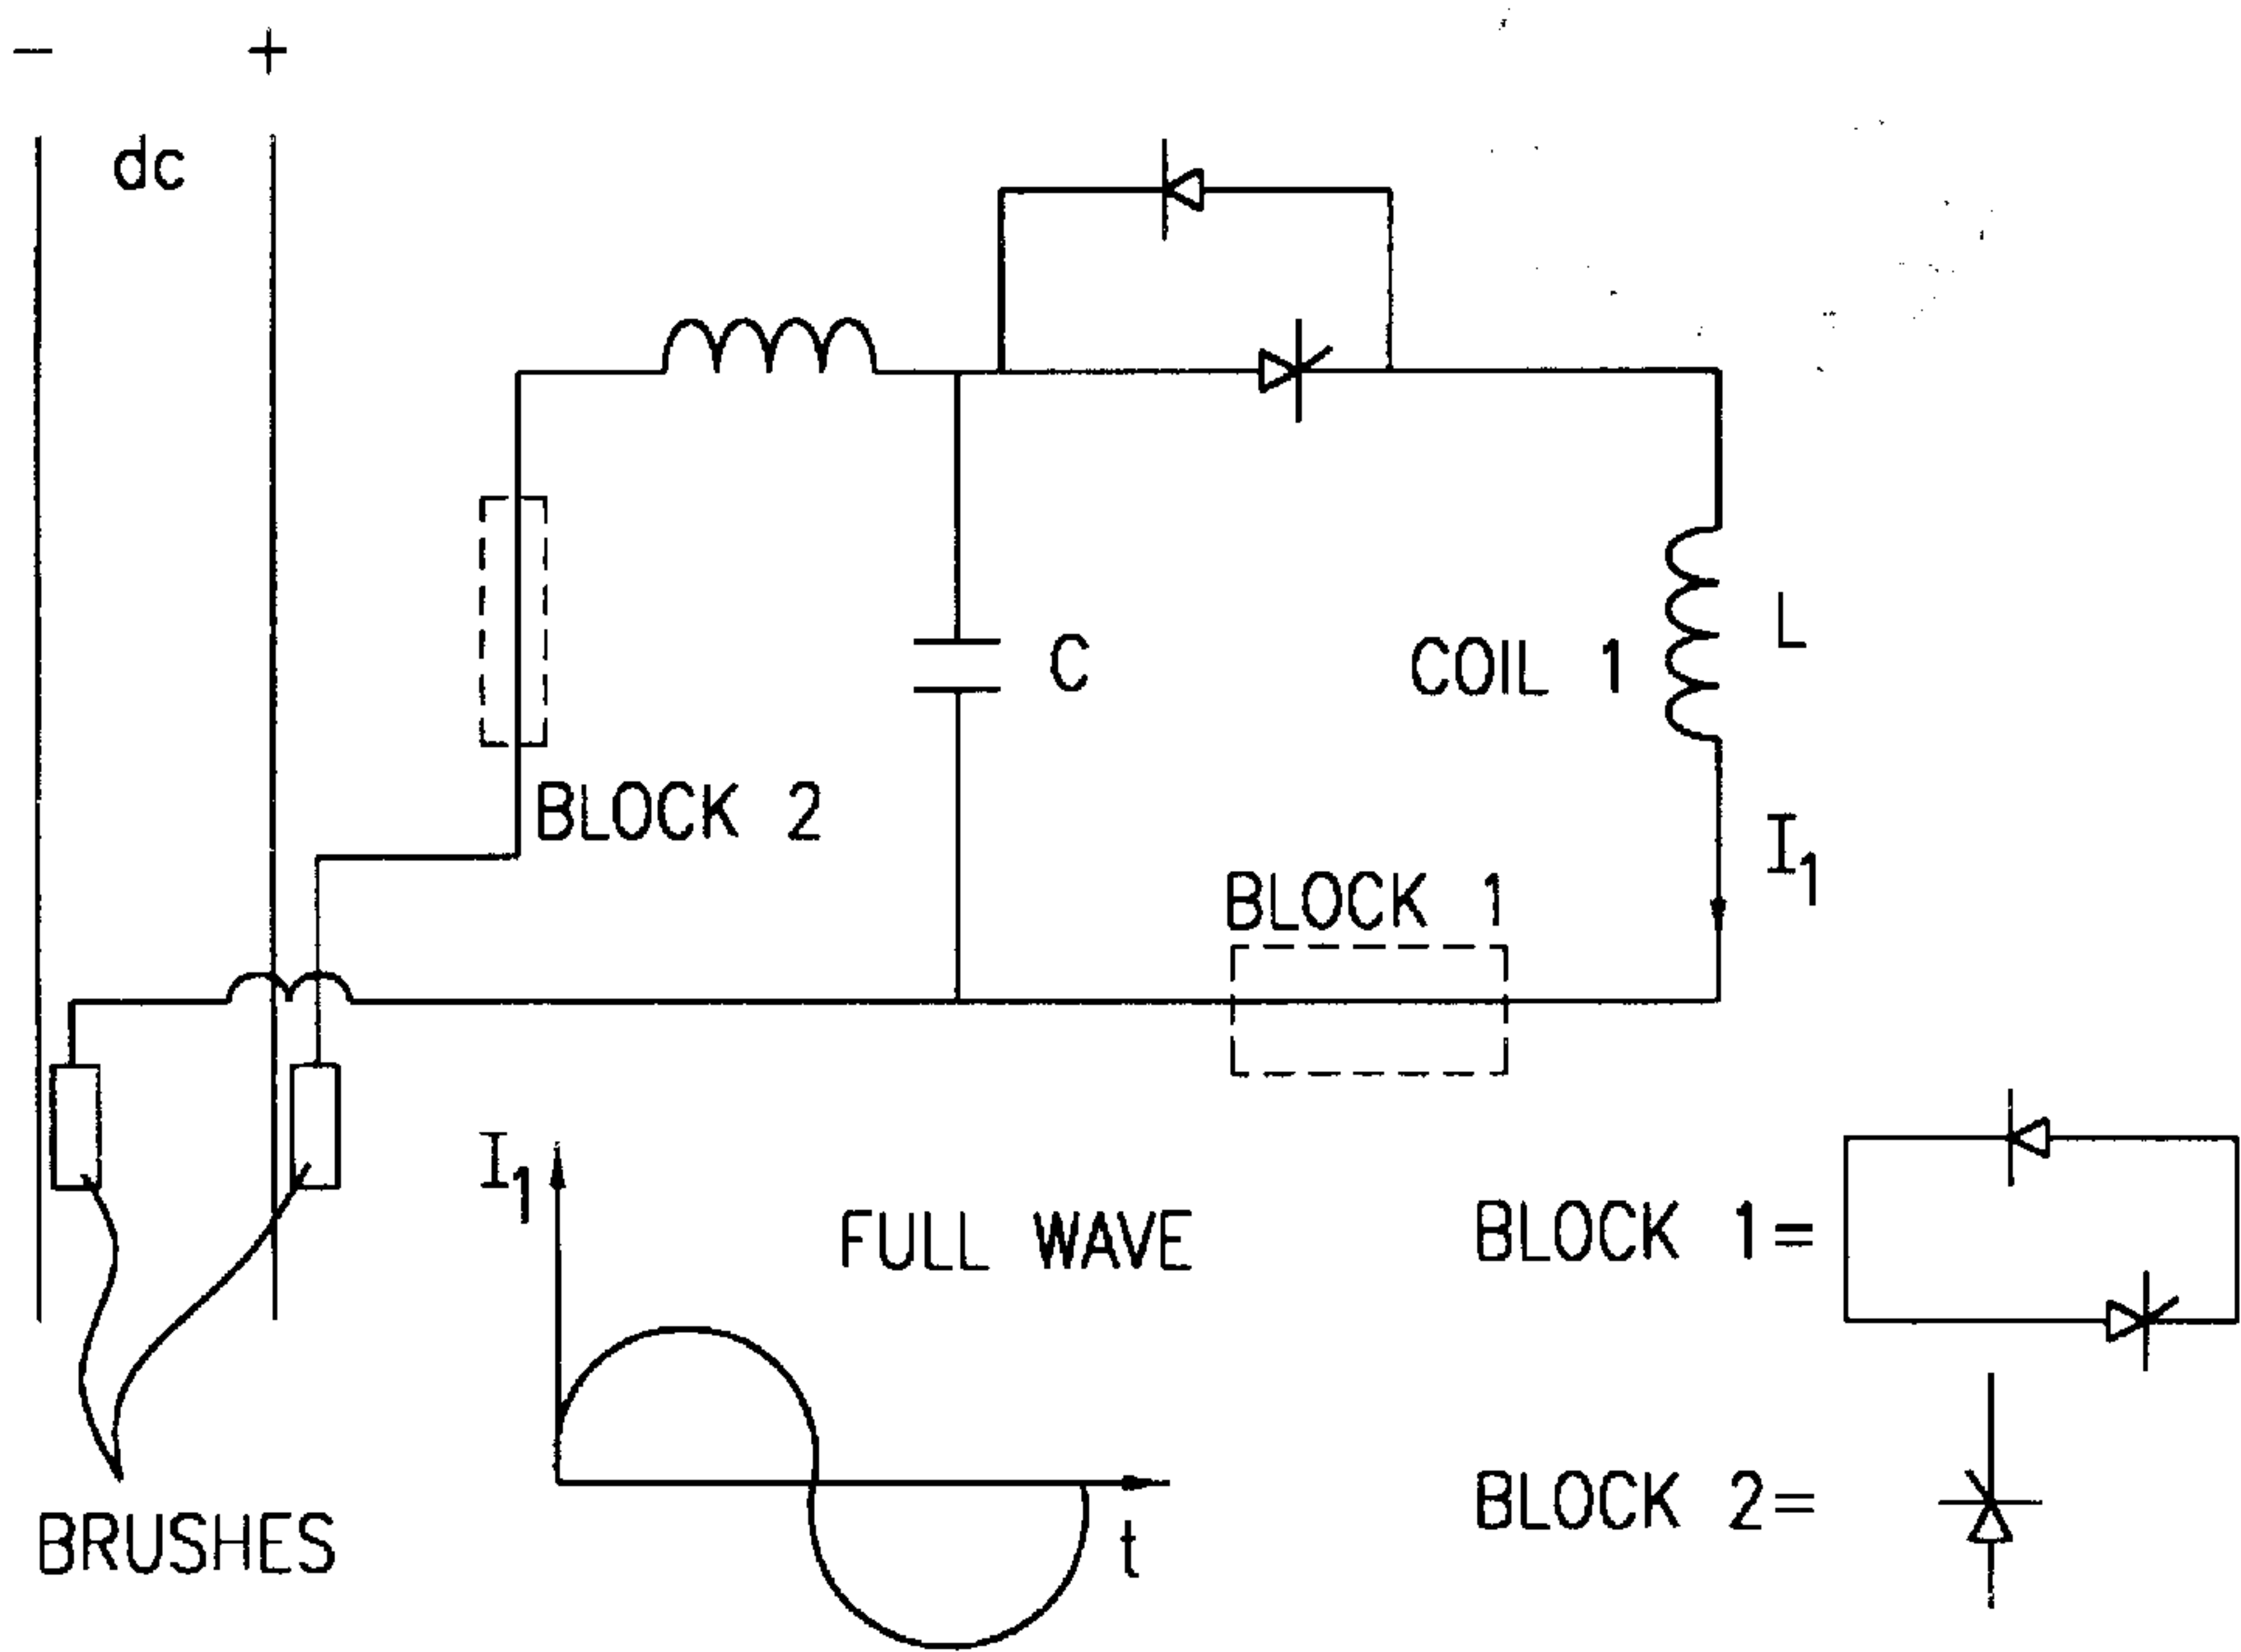 − +
dc
C
COIL 1 L
BLOCK 2
I1
BLOCK 1
I1
FULL WAVE
BLOCK 1=
BLOCK 2=
t
BRUSHES